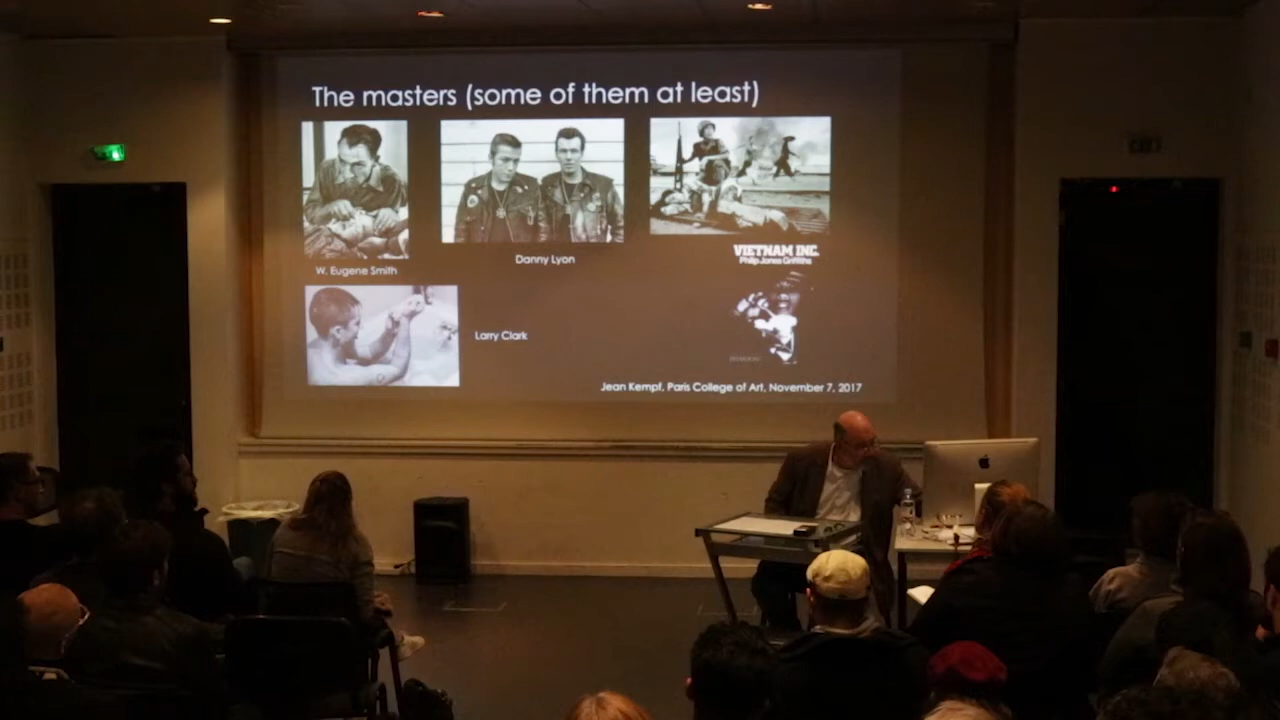 The masters (some of them at least)
W. Eugene Smith
Danny Lyon
VIETNAM INC.
Philip Jones Griffiths
Larry Clark
PHAIDON
Jean Kempf, Paris College of Art, November 7, 2017